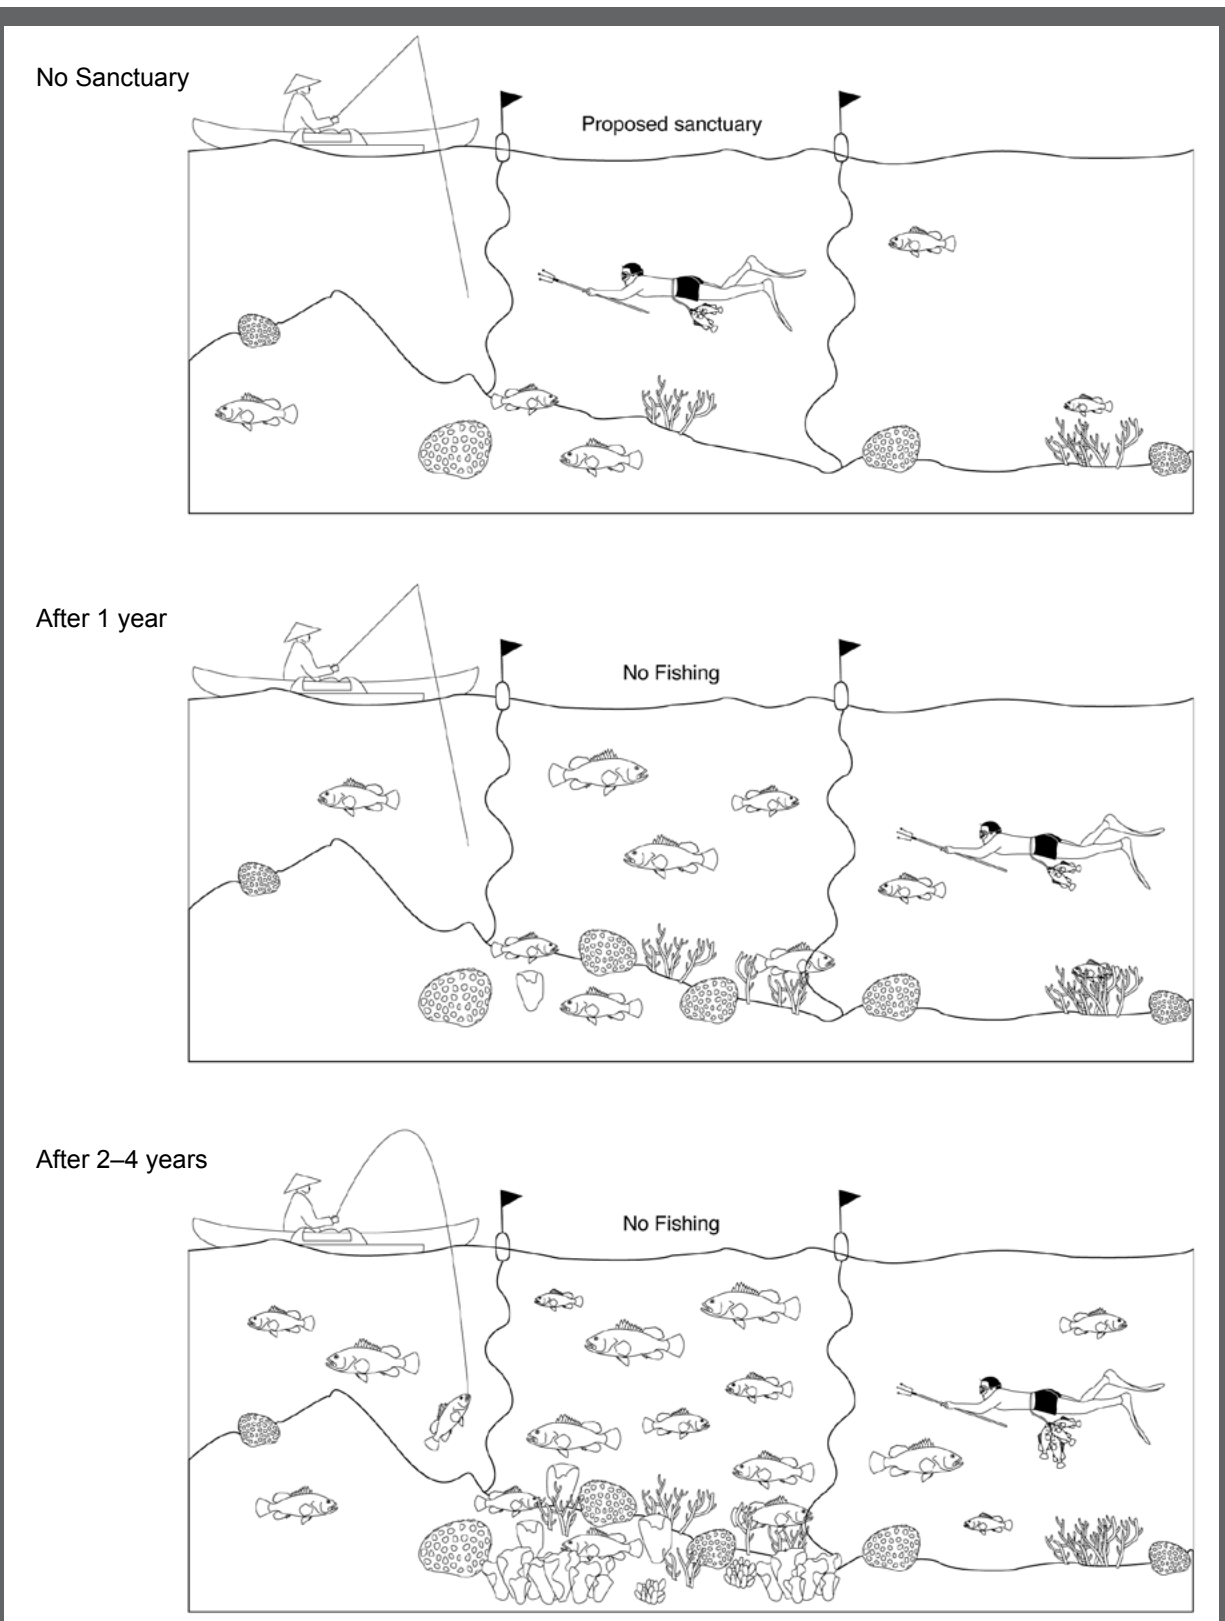 No Sanctuary
Proposed sanctuary
After 1 year
No Fishing
After 2–4 years
No Fishing